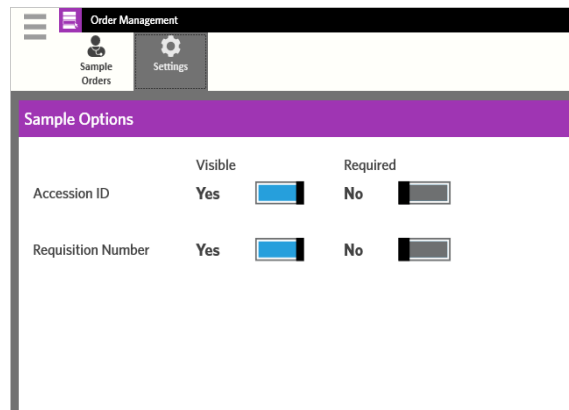 Order Management
Sample
Orders
Settings
Sample Options
Visible Required
Accession ID Yes No
Requisition Number Yes No